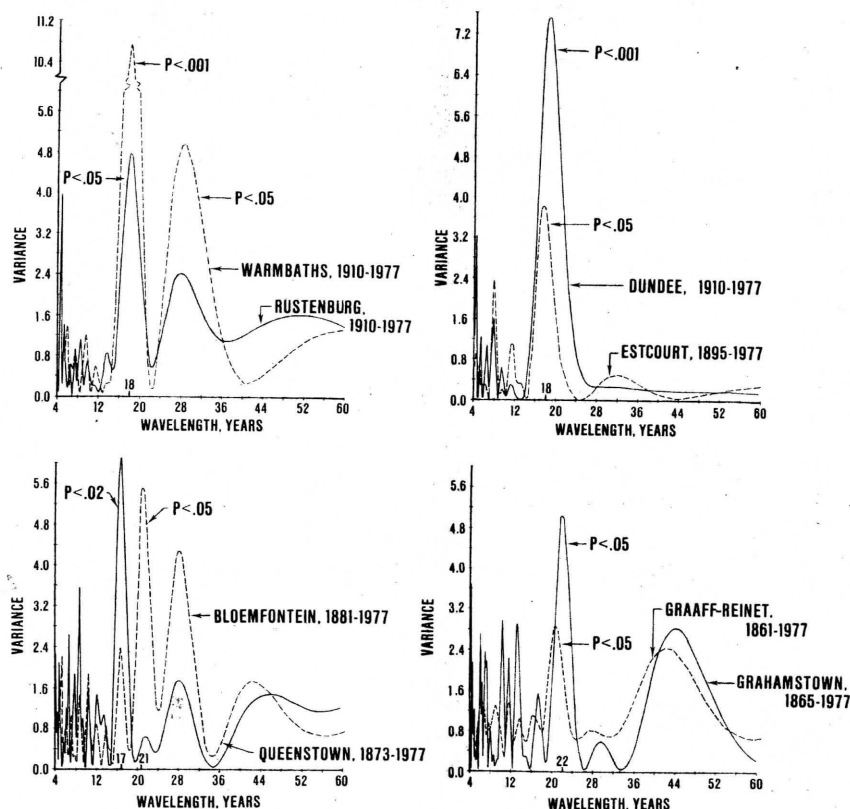 11.2
10.4
5.6
4.8
4.0
3.2
2.4
1.6
0.8
0.0
VARIANCE
P<.001
P<.05
P<.05
WARMBATHS, 1910-1977
RUSTENBURG,
1910-1977
18
4 12 20 28 36 44 52 60
WAVELENGTH, YEARS
7.2
6.4
5.6
4.8
4.0
3.2
2.4
1.6
0.8
0.0
VARIANCE
P<.001
P<.05
DUNDEE, 1910-1977
ESTCOURT, 1895-1977
18
4 12 20 28 36 44 52 60
WAVELENGTH, YEARS
5.6
4.8
4.0
3.2
2.4
1.6
0.8
0.0
VARIANCE
P<.02
P<.05
BLOEMFONTEIN, 1881-1977
QUEENSTOWN, 1873-1977
17 21
4 12 20 28 36 44 52 60
WAVELENGTH, YEARS
5.6
4.8
4.0
3.2
2.4
1.6
0.8
0.0
VARIANCE
P<.05
P<.05
GRAAFF-REINET,
1861-1977
GRAHAMSTOWN,
1865-1977
22
4 12 20 28 36 44 52 60
WAVELENGTH, YEARS